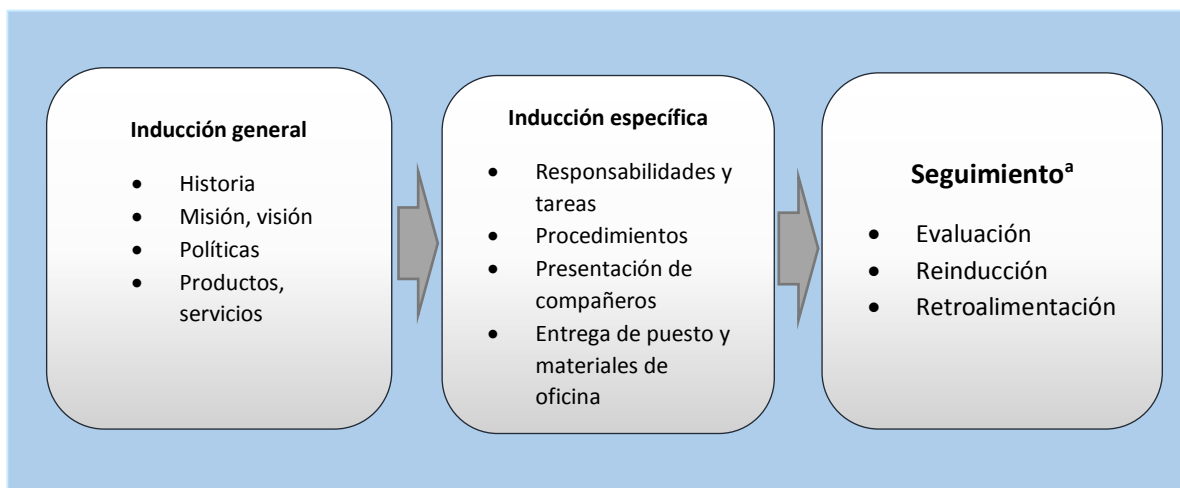 Inducción general
• Historia
• Misión, visión
• Políticas
• Productos,
servicios
Inducción específica
• Responsabilidades y
tareas
• Procedimientos
• Presentación de
compañeros
• Entrega de puesto y
materiales de
oficina
Seguimientoª
• Evaluación
• Reinducción
• Retroalimentación